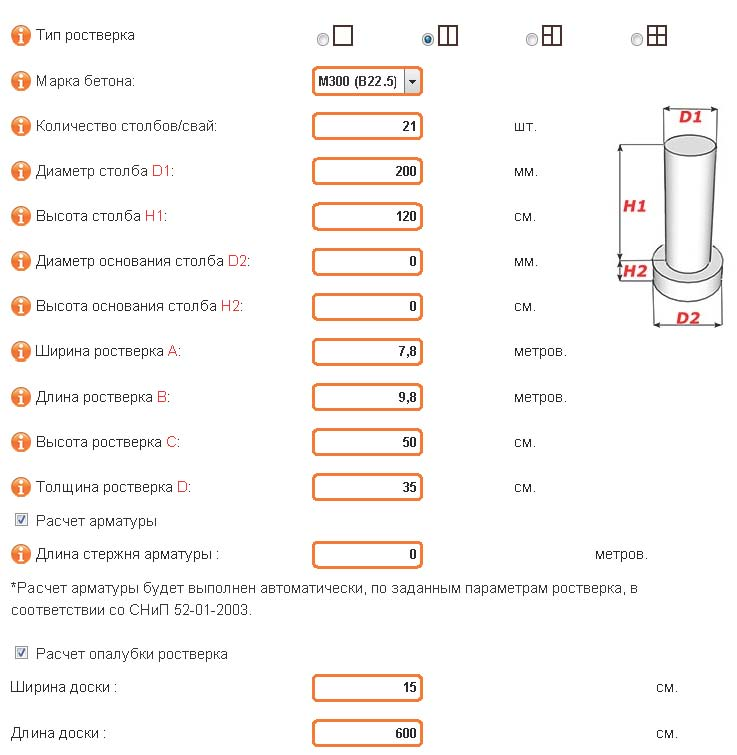 Тип ростверка
Марка бетона: М300 (В22.5)
Количество столбов/свай: 21 шт.
Диаметр столба D1: 200 мм.
Высота столба H1: 120 см.
Диаметр основания столба D2: 0 мм.
Высота основания столба H2: 0 см.
Ширина ростверка A: 7,8 метров.
Длина ростверка B: 9,8 метров.
Высота ростверка C: 50 см.
Толщина ростверка D: 35 см.
Расчет арматуры
Длина стержня арматуры : 0 метров.
*Расчет арматуры будет выполнен автоматически, по заданным параметрам ростверка, в
соответствии со СНиП 52-01-2003.
Расчет опалубки ростверка
Ширина доски : 15 см.
Длина доски : 600 см.
D1
H1
H2
D2